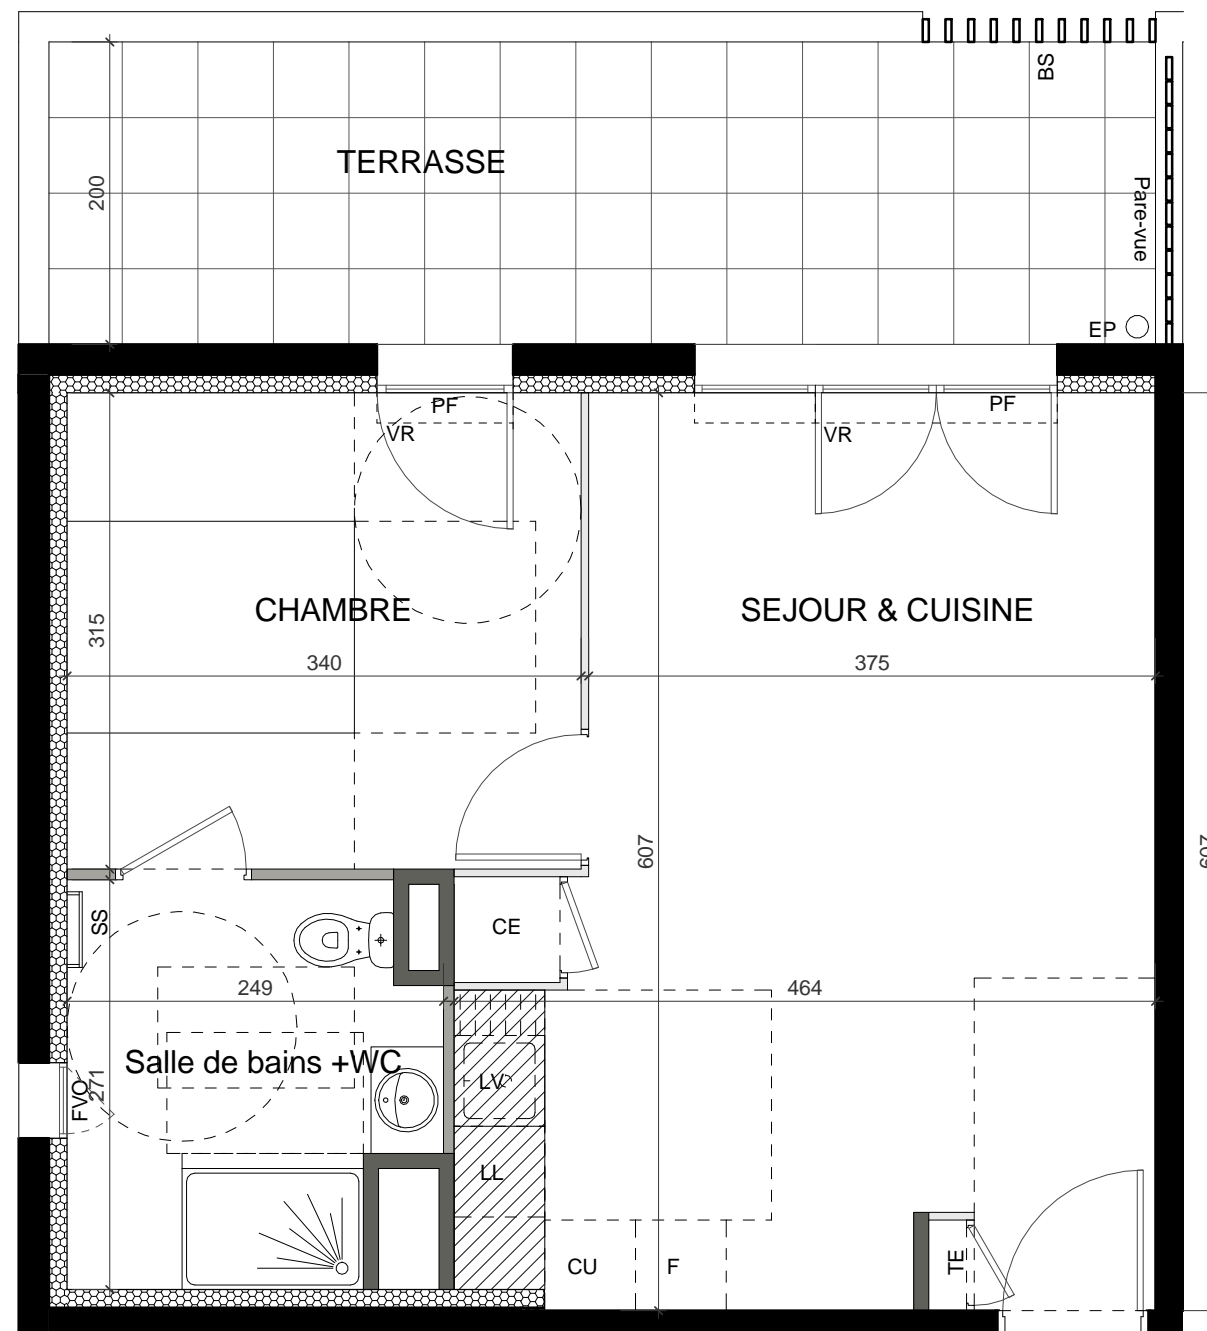 BS
TERRASSE
200
Pare-vue
EP
PF
VR
PF
VR
CHAMBRE
SEJOUR & CUISINE
315
340
375
607
607
SS
CE
249
464
Salle de bains +WC
271
FVO
LV
LL
CU
F
TE